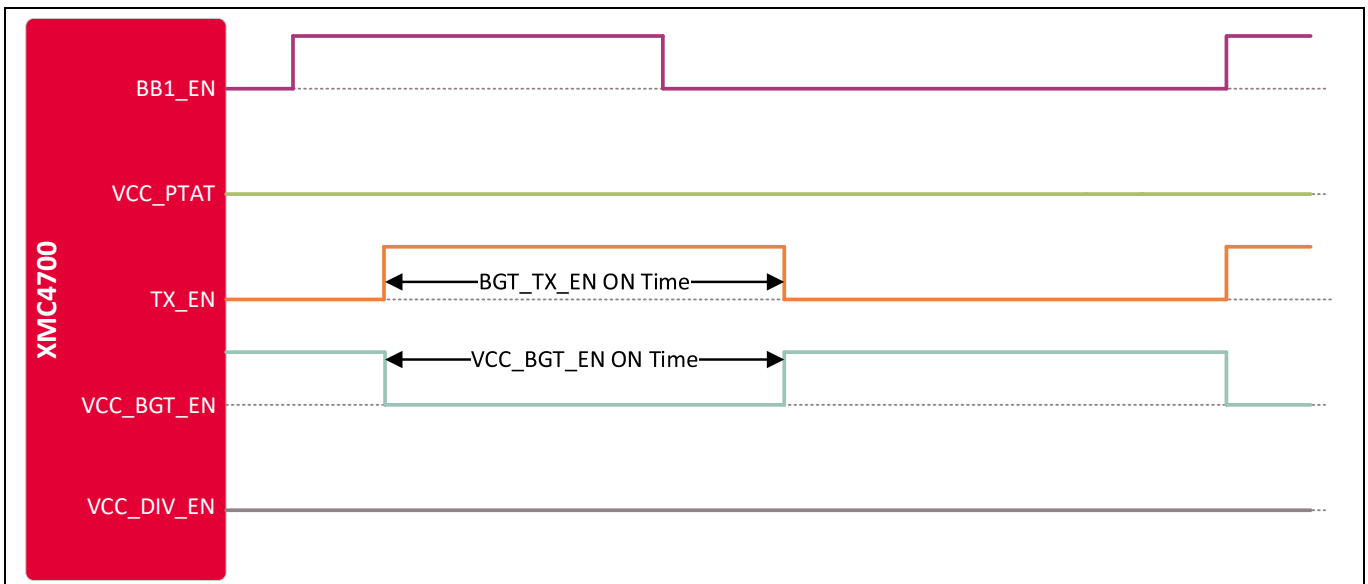 BB1_EN
VCC_PTAT
XMC4700
TX_EN
BGT_TX_EN ON Time
VCC_BGT_EN ON Time
VCC_BGT_EN
VCC_DIV_EN